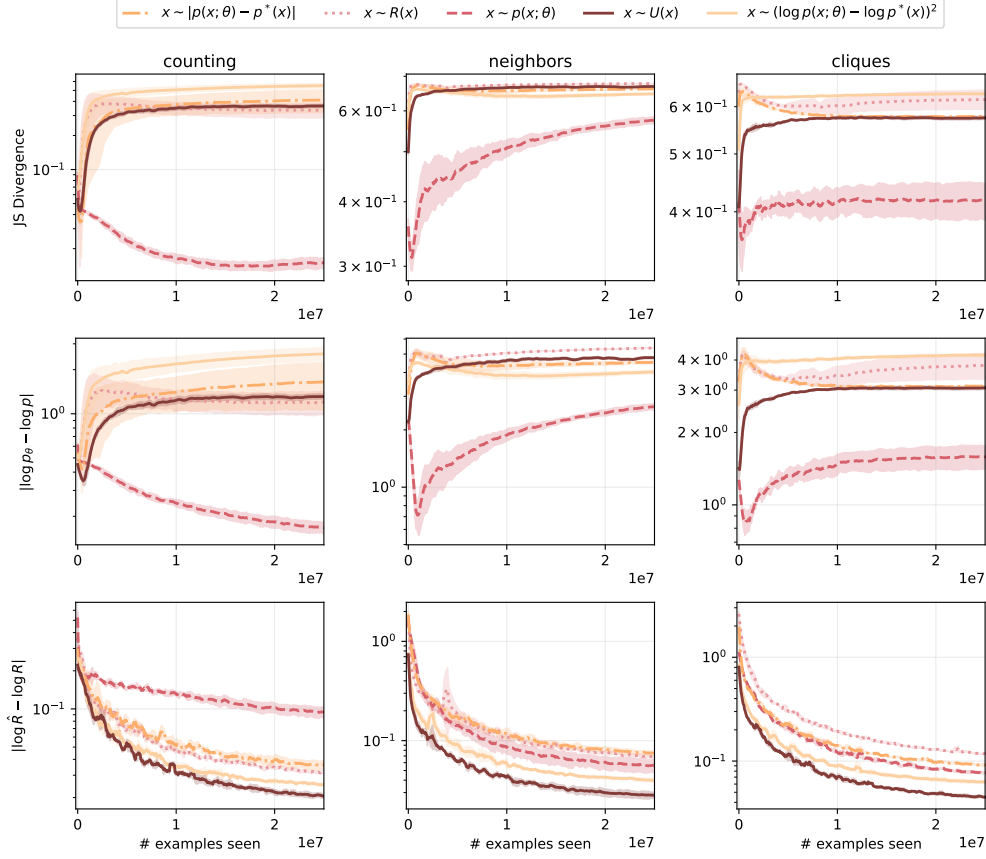 x ~ |p(x; θ) − p*(x)| x ~ R(x) x ~ p(x; θ) x ~ U(x) x ~ (log p(x; θ) − log p*(x))²
counting neighbors cliques
JS Divergence
10⁻¹
0 1 2
1e7
6 × 10⁻¹
4 × 10⁻¹
3 × 10⁻¹
0 1 2
1e7
6 × 10⁻¹
5 × 10⁻¹
4 × 10⁻¹
0 1 2
1e7
|log pθ − log p|
10⁰
0 1 2
1e7
10⁰
0 1 2
1e7
4 × 10⁰
3 × 10⁰
2 × 10⁰
10⁰
0 1 2
1e7
|log R̂ − log R|
10⁻¹
0 1 2
1e7
# examples seen
10⁰
10⁻¹
0 1 2
1e7
# examples seen
10⁰
10⁻¹
0 1 2
1e7
# examples seen